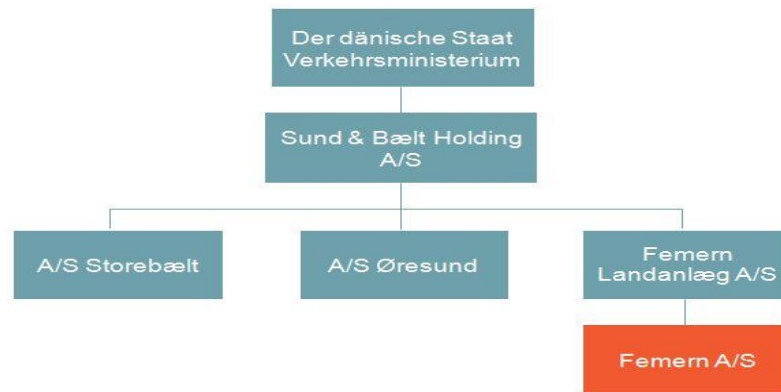 Der dänische Staat
Verkehrsministerium
Sund & Bælt Holding
A/S
A/S Storebælt
A/S Øresund
Femern
Landanlæg A/S
Femern A/S